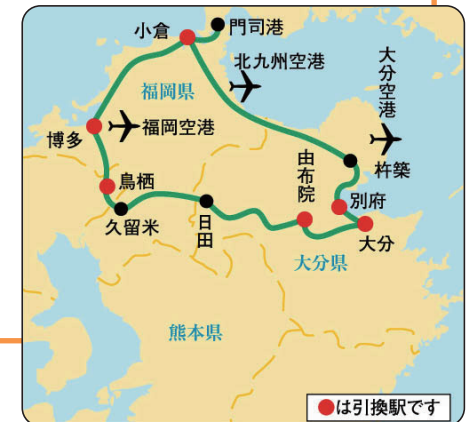 小倉
門司港
北九州空港
大分空港
福岡県
福岡空港
博多
由布院
杵築
鳥栖
別府
久留米
日田
大分
大分県
熊本県
●は引換駅です